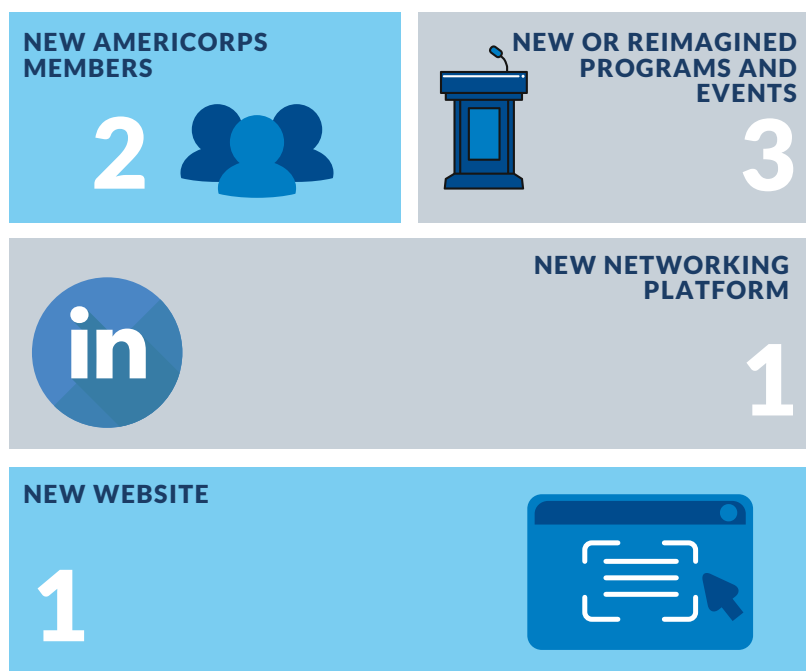 NEW AMERICORPS
MEMBERS
2
NEW OR REIMAGINED
PROGRAMS AND
EVENTS
3
NEW NETWORKING
PLATFORM
in
1
NEW WEBSITE
1